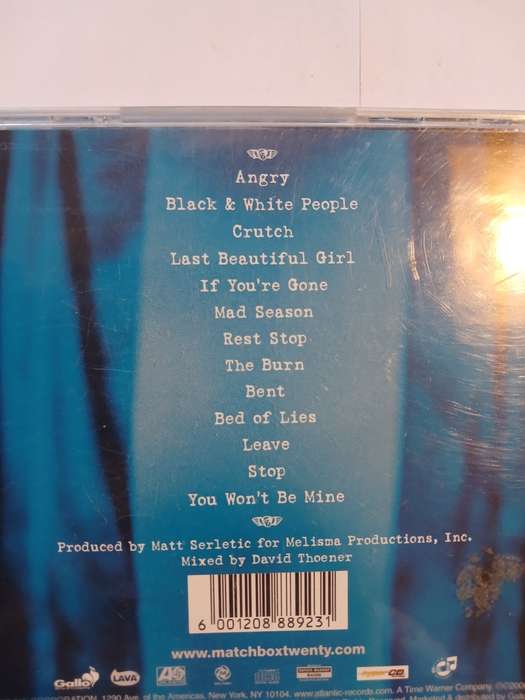 Angry
Black & White People
Crutch
Last Beautiful Girl
If You're Gone
Mad Season
Rest Stop
The Burn
Bent
Bed of Lies
Leave
Stop
You Won't Be Mine
Produced by Matt Serletic for Melisma Productions, Inc.
Mixed by David Thoener
6 001208 889231
www.matchboxtwenty.com
Gallo LAVA
1290 Ave. of the Americas, New York, NY 10104. www.atlantic-records.com. A Time Warner Company.